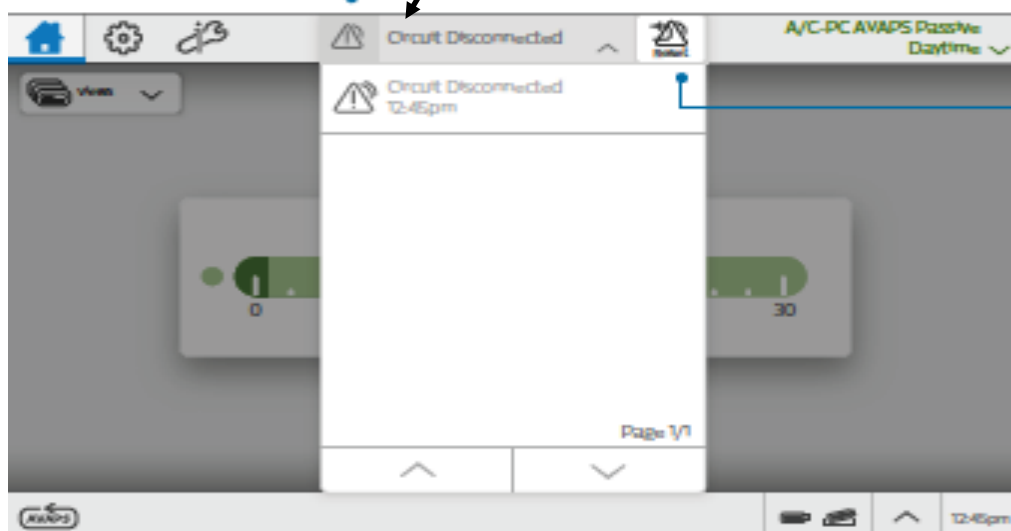 Circuit Disconnected
A/C-PC AVAPS Passive
Daytime
Views
Circuit Disconnected
12:45pm
0
30
Page 1/1
AVAPS
12:45pm